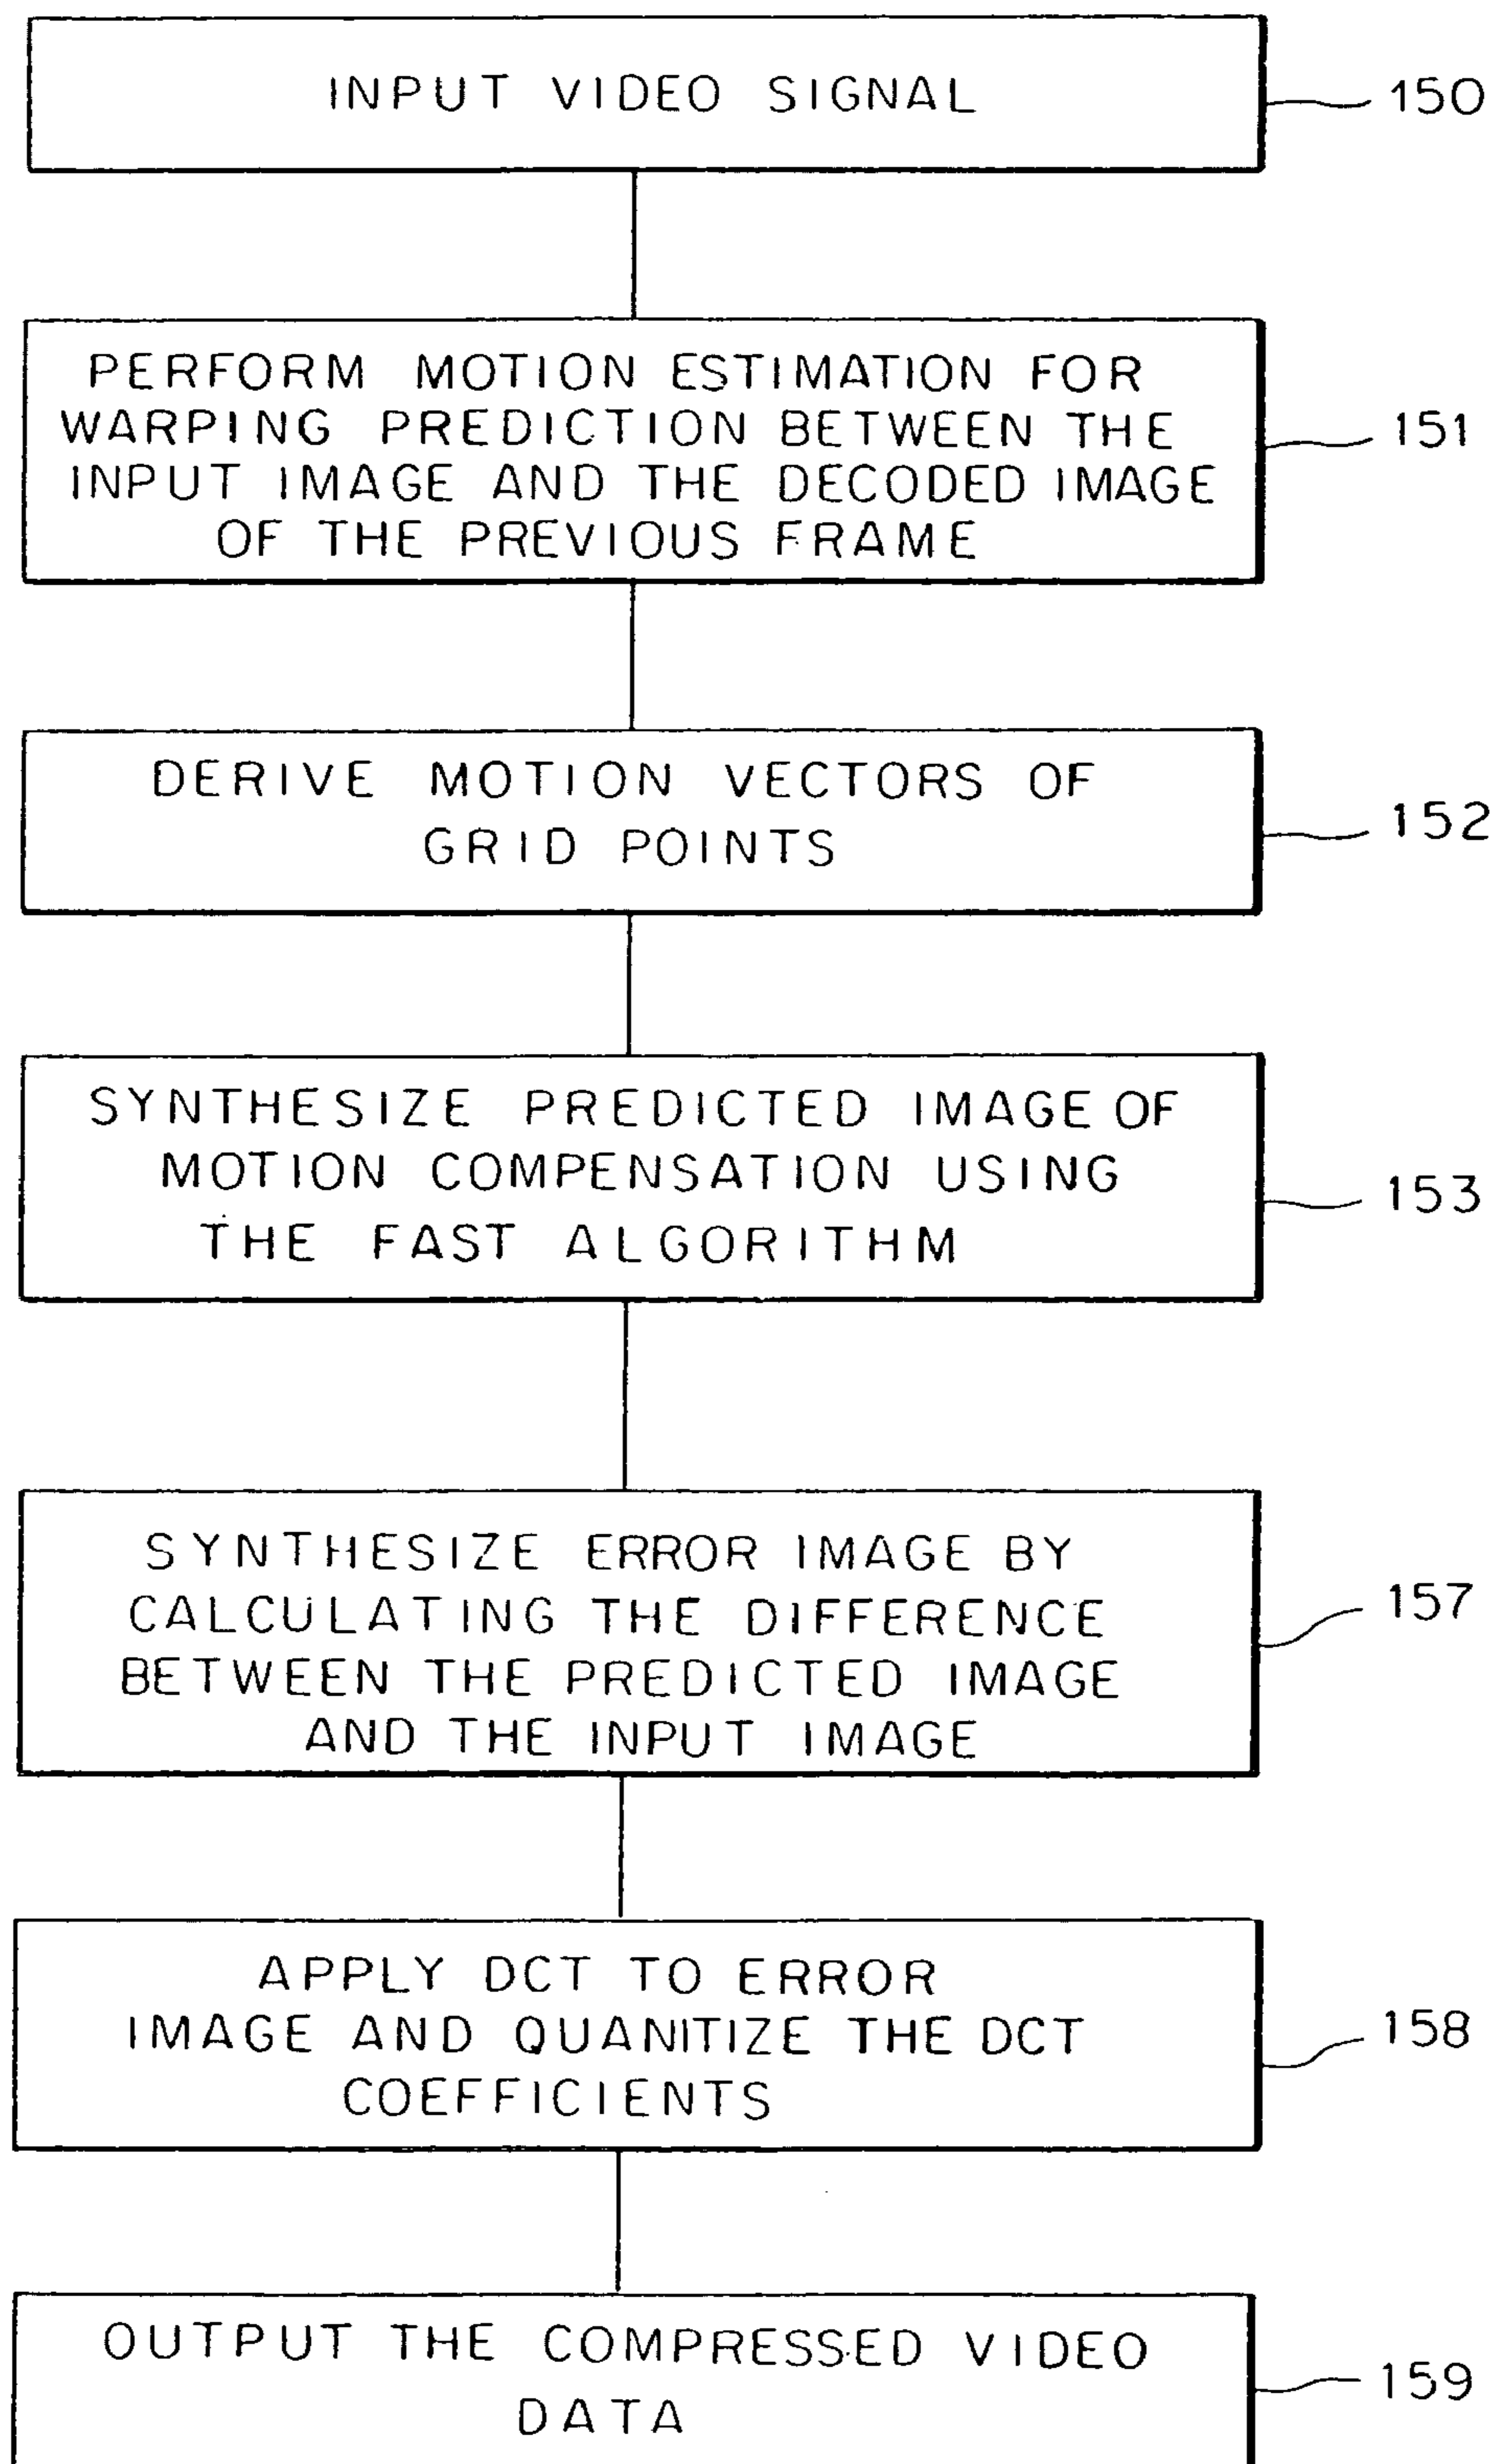 INPUT VIDEO SIGNAL
150
PERFORM MOTION ESTIMATION FOR
WARPING PREDICTION BETWEEN THE
INPUT IMAGE AND THE DECODED IMAGE
OF THE PREVIOUS FRAME
151
DERIVE MOTION VECTORS OF
GRID POINTS
152
SYNTHESIZE PREDICTED IMAGE OF
MOTION COMPENSATION USING
THE FAST ALGORITHM
153
SYNTHESIZE ERROR IMAGE BY
CALCULATING THE DIFFERENCE
BETWEEN THE PREDICTED IMAGE
AND THE INPUT IMAGE
157
APPLY DCT TO ERROR
IMAGE AND QUANITIZE THE DCT
COEFFICIENTS
158
OUTPUT THE COMPRESSED VIDEO
DATA
159